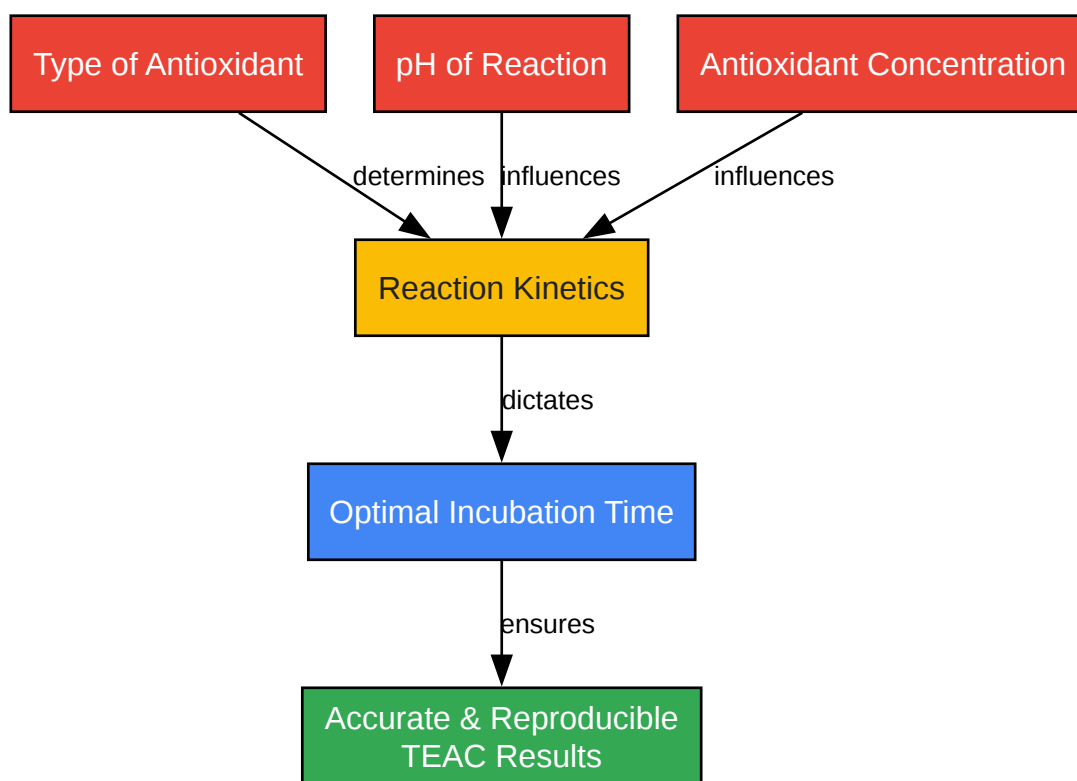 Type of Antioxidant
pH of Reaction
Antioxidant Concentration
determines
influences
influences
Reaction Kinetics
dictates
Optimal Incubation Time
ensures
Accurate & Reproducible
TEAC Results